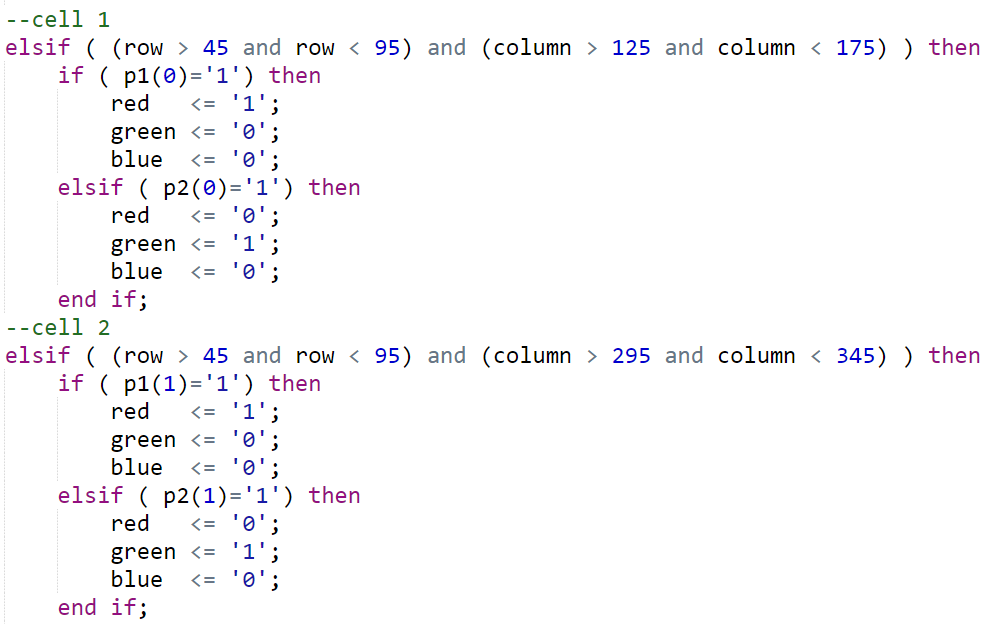 --cell 1
elsif ( (row > 45 and row < 95) and (column > 125 and column < 175) ) then
    if ( p1(0)='1') then
        red   <= '1';
        green <= '0';
        blue  <= '0';
    elsif ( p2(0)='1') then
        red   <= '0';
        green <= '1';
        blue  <= '0';
    end if;
--cell 2
elsif ( (row > 45 and row < 95) and (column > 295 and column < 345) ) then
    if ( p1(1)='1') then
        red   <= '1';
        green <= '0';
        blue  <= '0';
    elsif ( p2(1)='1') then
        red   <= '0';
        green <= '1';
        blue  <= '0';
    end if;